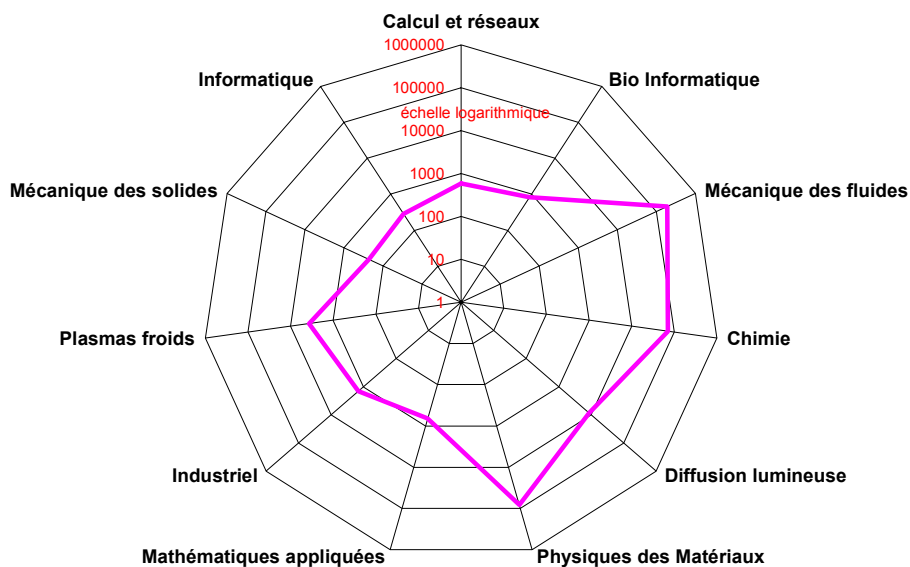 Calcul et réseaux
1000000
Informatique
Bio Informatique
100000
échelle logarithmique
10000
1000
Mécanique des solides
Mécanique des fluides
100
10
1
Plasmas froids
Chimie
Industriel
Diffusion lumineuse
Mathématiques appliquées
Physiques des Matériaux